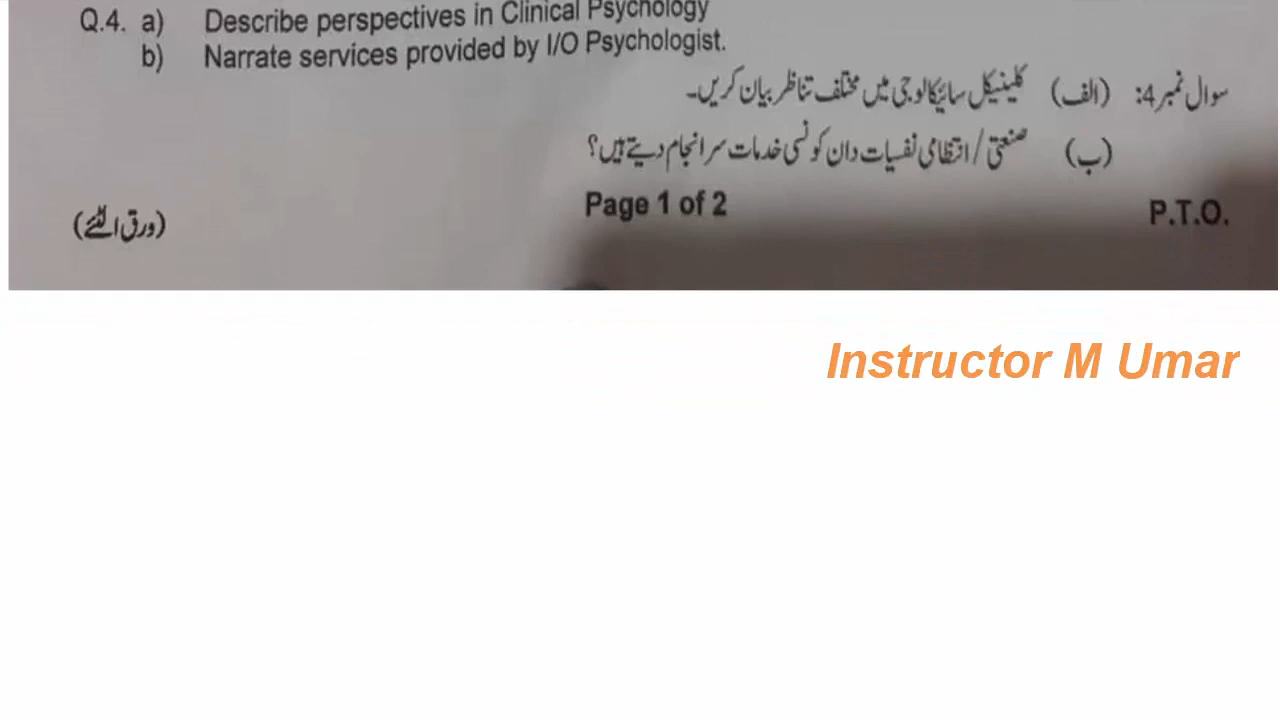 Q.4. a) Describe perspectives in Clinical Psychology
b) Narrate services provided by I/O Psychologist.
سوال نمبر 4: (الف) کلینیکل سائیکالوجی میں مختلف تناظر بیان کریں۔
(ب) صنعتی / انتظامی نفسیات دان کونسی خدمات سرانجام دیتے ہیں؟
(ورق الٹئے) Page 1 of 2 P.T.O.
Instructor M Umar